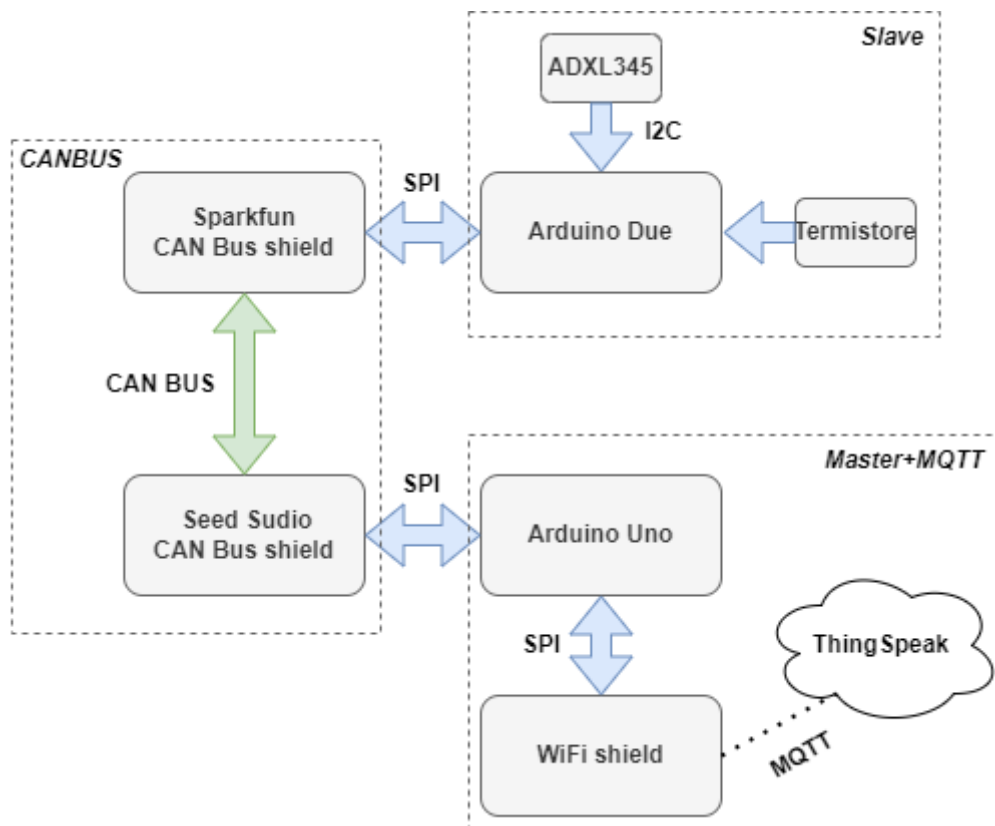 Slave
ADXL345
I2C
CANBUS
SPI
Sparkfun
CAN Bus shield
Arduino Due
Termistore
CAN BUS
Master+MQTT
SPI
Seed Sudio
CAN Bus shield
Arduino Uno
SPI
ThingSpeak
WiFi shield
MQTT